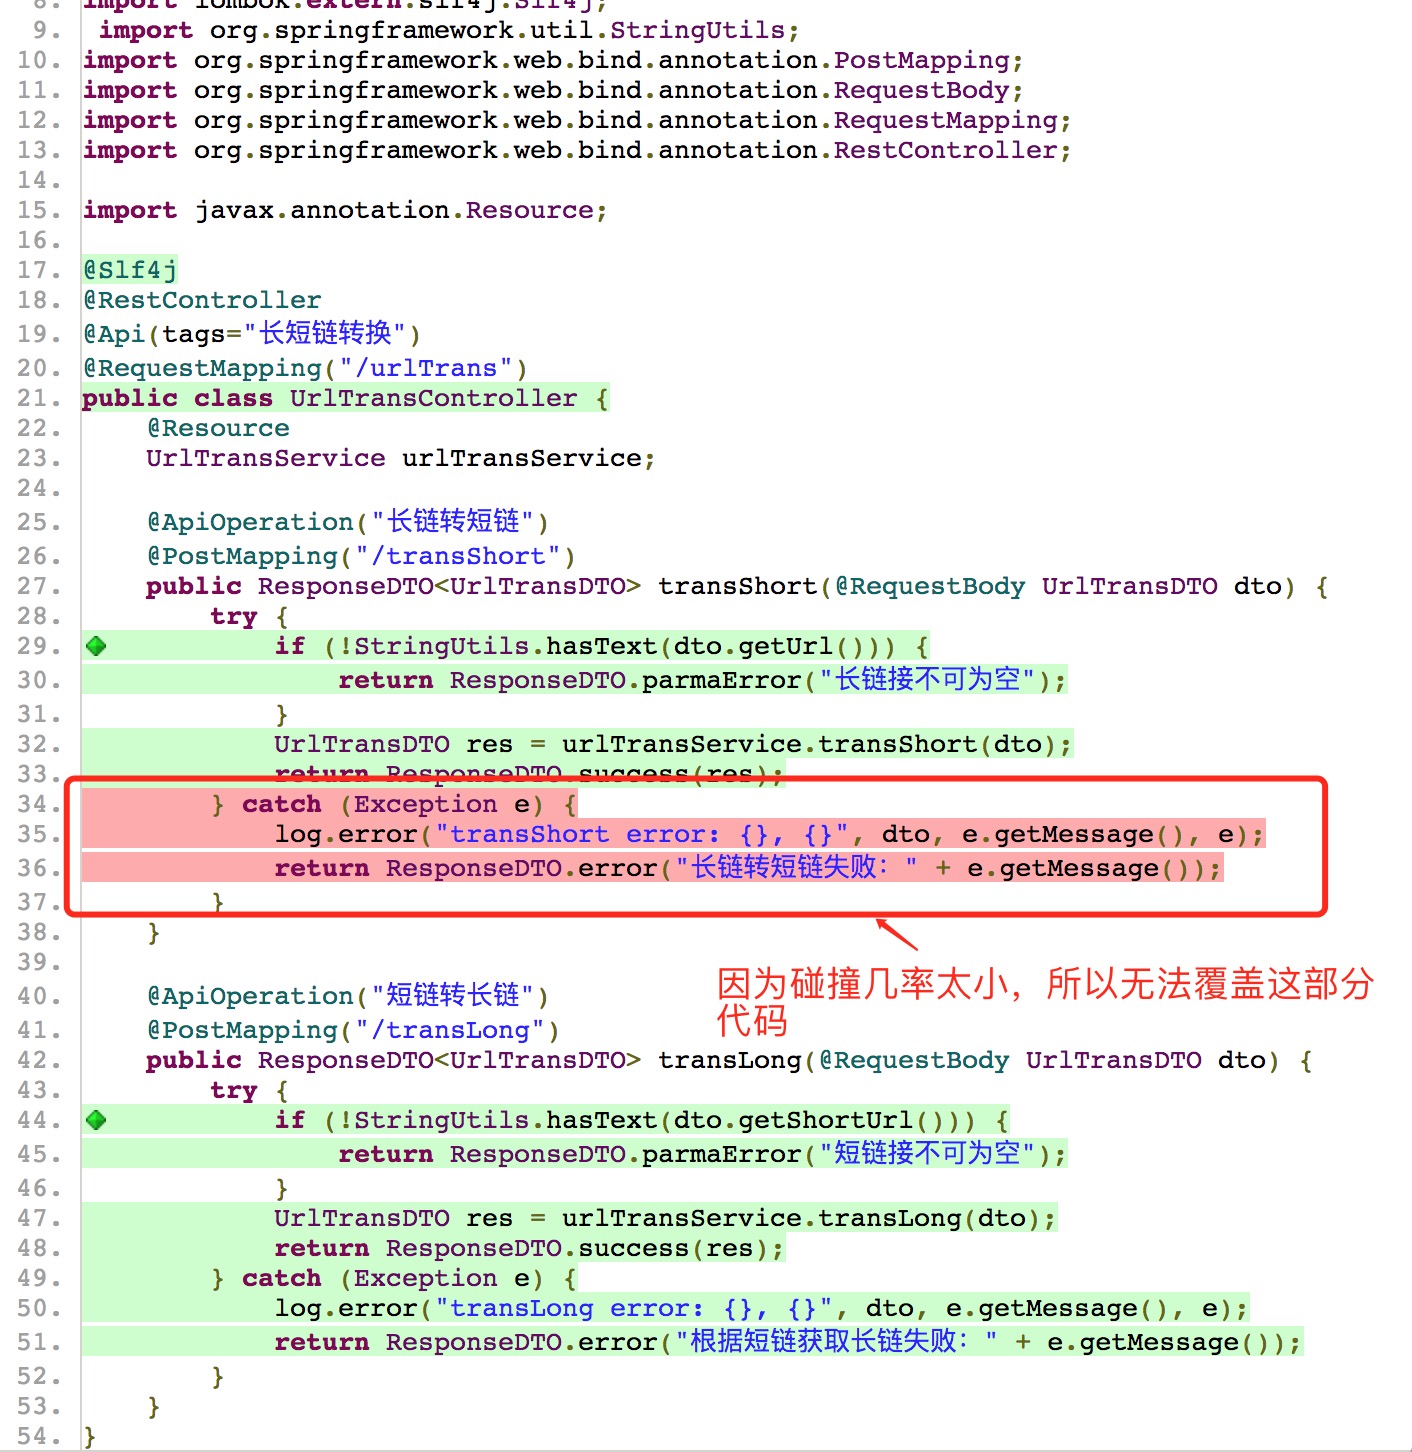 8. import lombok.extern.slf4j.Slf4j;
9. import org.springframework.util.StringUtils;
10. import org.springframework.web.bind.annotation.PostMapping;
11. import org.springframework.web.bind.annotation.RequestBody;
12. import org.springframework.web.bind.annotation.RequestMapping;
13. import org.springframework.web.bind.annotation.RestController;
14.
15. import javax.annotation.Resource;
16.
17. @Slf4j
18. @RestController
19. @Api(tags="长短链转换")
20. @RequestMapping("/urlTrans")
21. public class UrlTransController {
22.     @Resource
23.     UrlTransService urlTransService;
24.
25.     @ApiOperation("长链转短链")
26.     @PostMapping("/transShort")
27.     public ResponseDTO<UrlTransDTO> transShort(@RequestBody UrlTransDTO dto) {
28.         try {
29.             if (!StringUtils.hasText(dto.getUrl())) {
30.                 return ResponseDTO.parmaError("长链接不可为空");
31.             }
32.             UrlTransDTO res = urlTransService.transShort(dto);
33.             return ResponseDTO.success(res);
34.         } catch (Exception e) {
35.             log.error("transShort error: {}, {}", dto, e.getMessage(), e);
36.             return ResponseDTO.error("长链转短链失败：" + e.getMessage());
37.         }
38.     }
39.
因为碰撞几率太小，所以无法覆盖这部分
代码
40.     @ApiOperation("短链转长链")
41.     @PostMapping("/transLong")
42.     public ResponseDTO<UrlTransDTO> transLong(@RequestBody UrlTransDTO dto) {
43.         try {
44.             if (!StringUtils.hasText(dto.getShortUrl())) {
45.                 return ResponseDTO.parmaError("短链接不可为空");
46.             }
47.             UrlTransDTO res = urlTransService.transLong(dto);
48.             return ResponseDTO.success(res);
49.         } catch (Exception e) {
50.             log.error("transLong error: {}, {}", dto, e.getMessage(), e);
51.             return ResponseDTO.error("根据短链获取长链失败：" + e.getMessage());
52.         }
53.     }
54. }